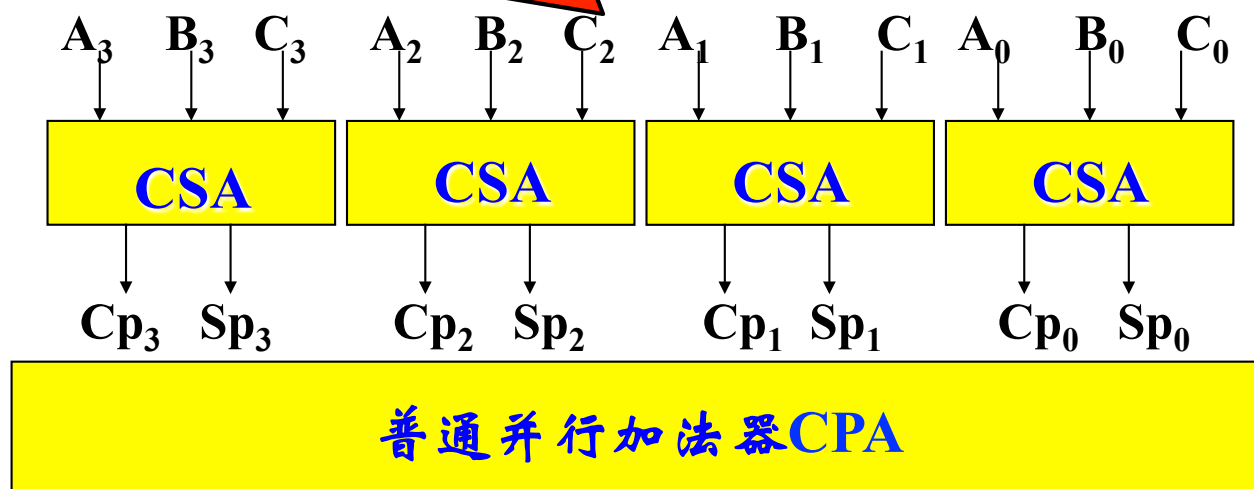 A₃ B₃ C₃ A₂ B₂ C₂ A₁ B₁ C₁ A₀ B₀ C₀
CSA CSA CSA CSA
Cp₃ Sp₃ Cp₂ Sp₂ Cp₁ Sp₁ Cp₀ Sp₀
普通并行加法器CPA